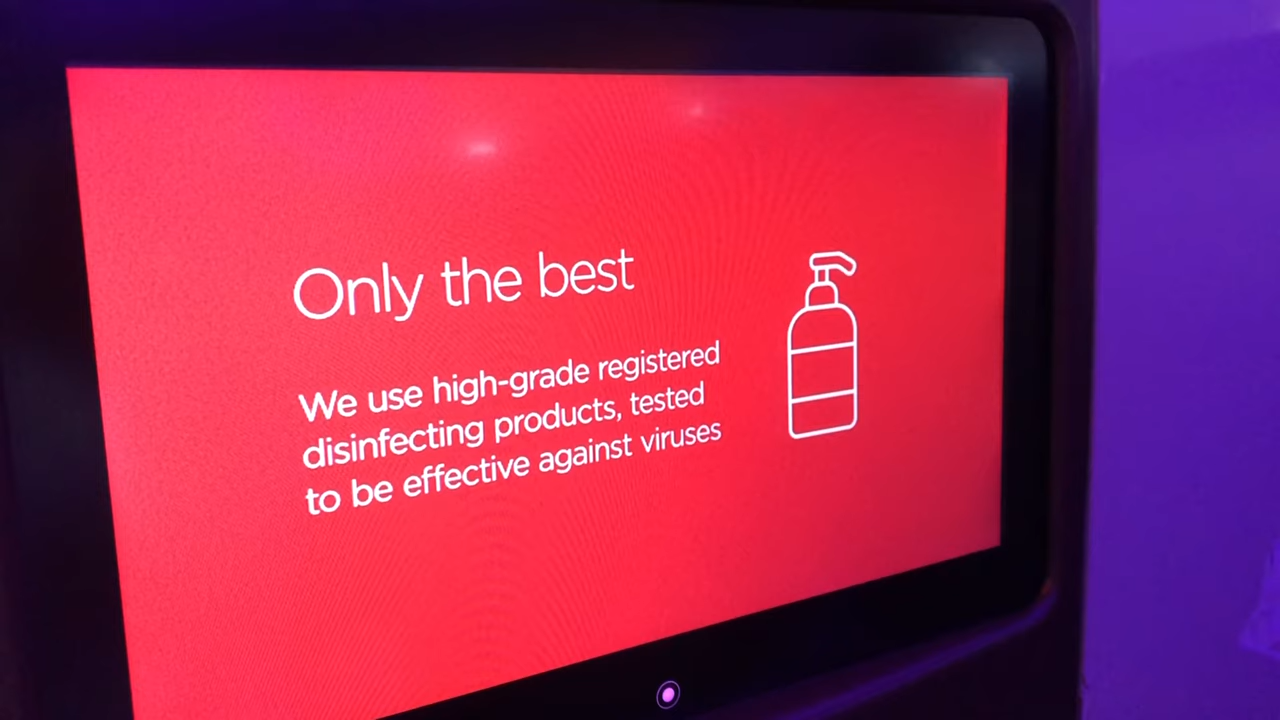 Only the best
We use high-grade registered
disinfecting products, tested
to be effective against viruses